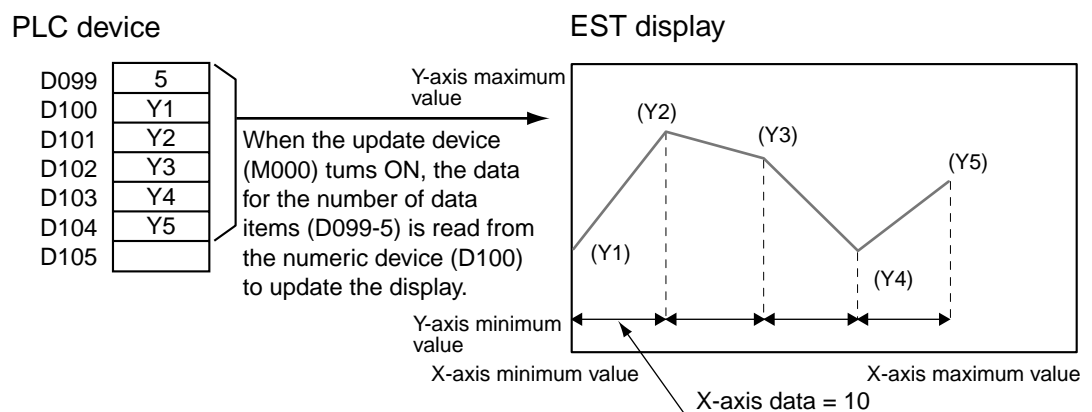 PLC device
EST display
D099 5
D100 Y1
D101 Y2
D102 Y3
D103 Y4
D104 Y5
D105
When the update device
(M000) tums ON, the data
for the number of data
items (D099-5) is read from
the numeric device (D100)
to update the display.
Y-axis maximum
value
(Y2)
(Y3)
(Y5)
(Y1)
(Y4)
Y-axis minimum
value
X-axis minimum value
X-axis maximum value
X-axis data = 10